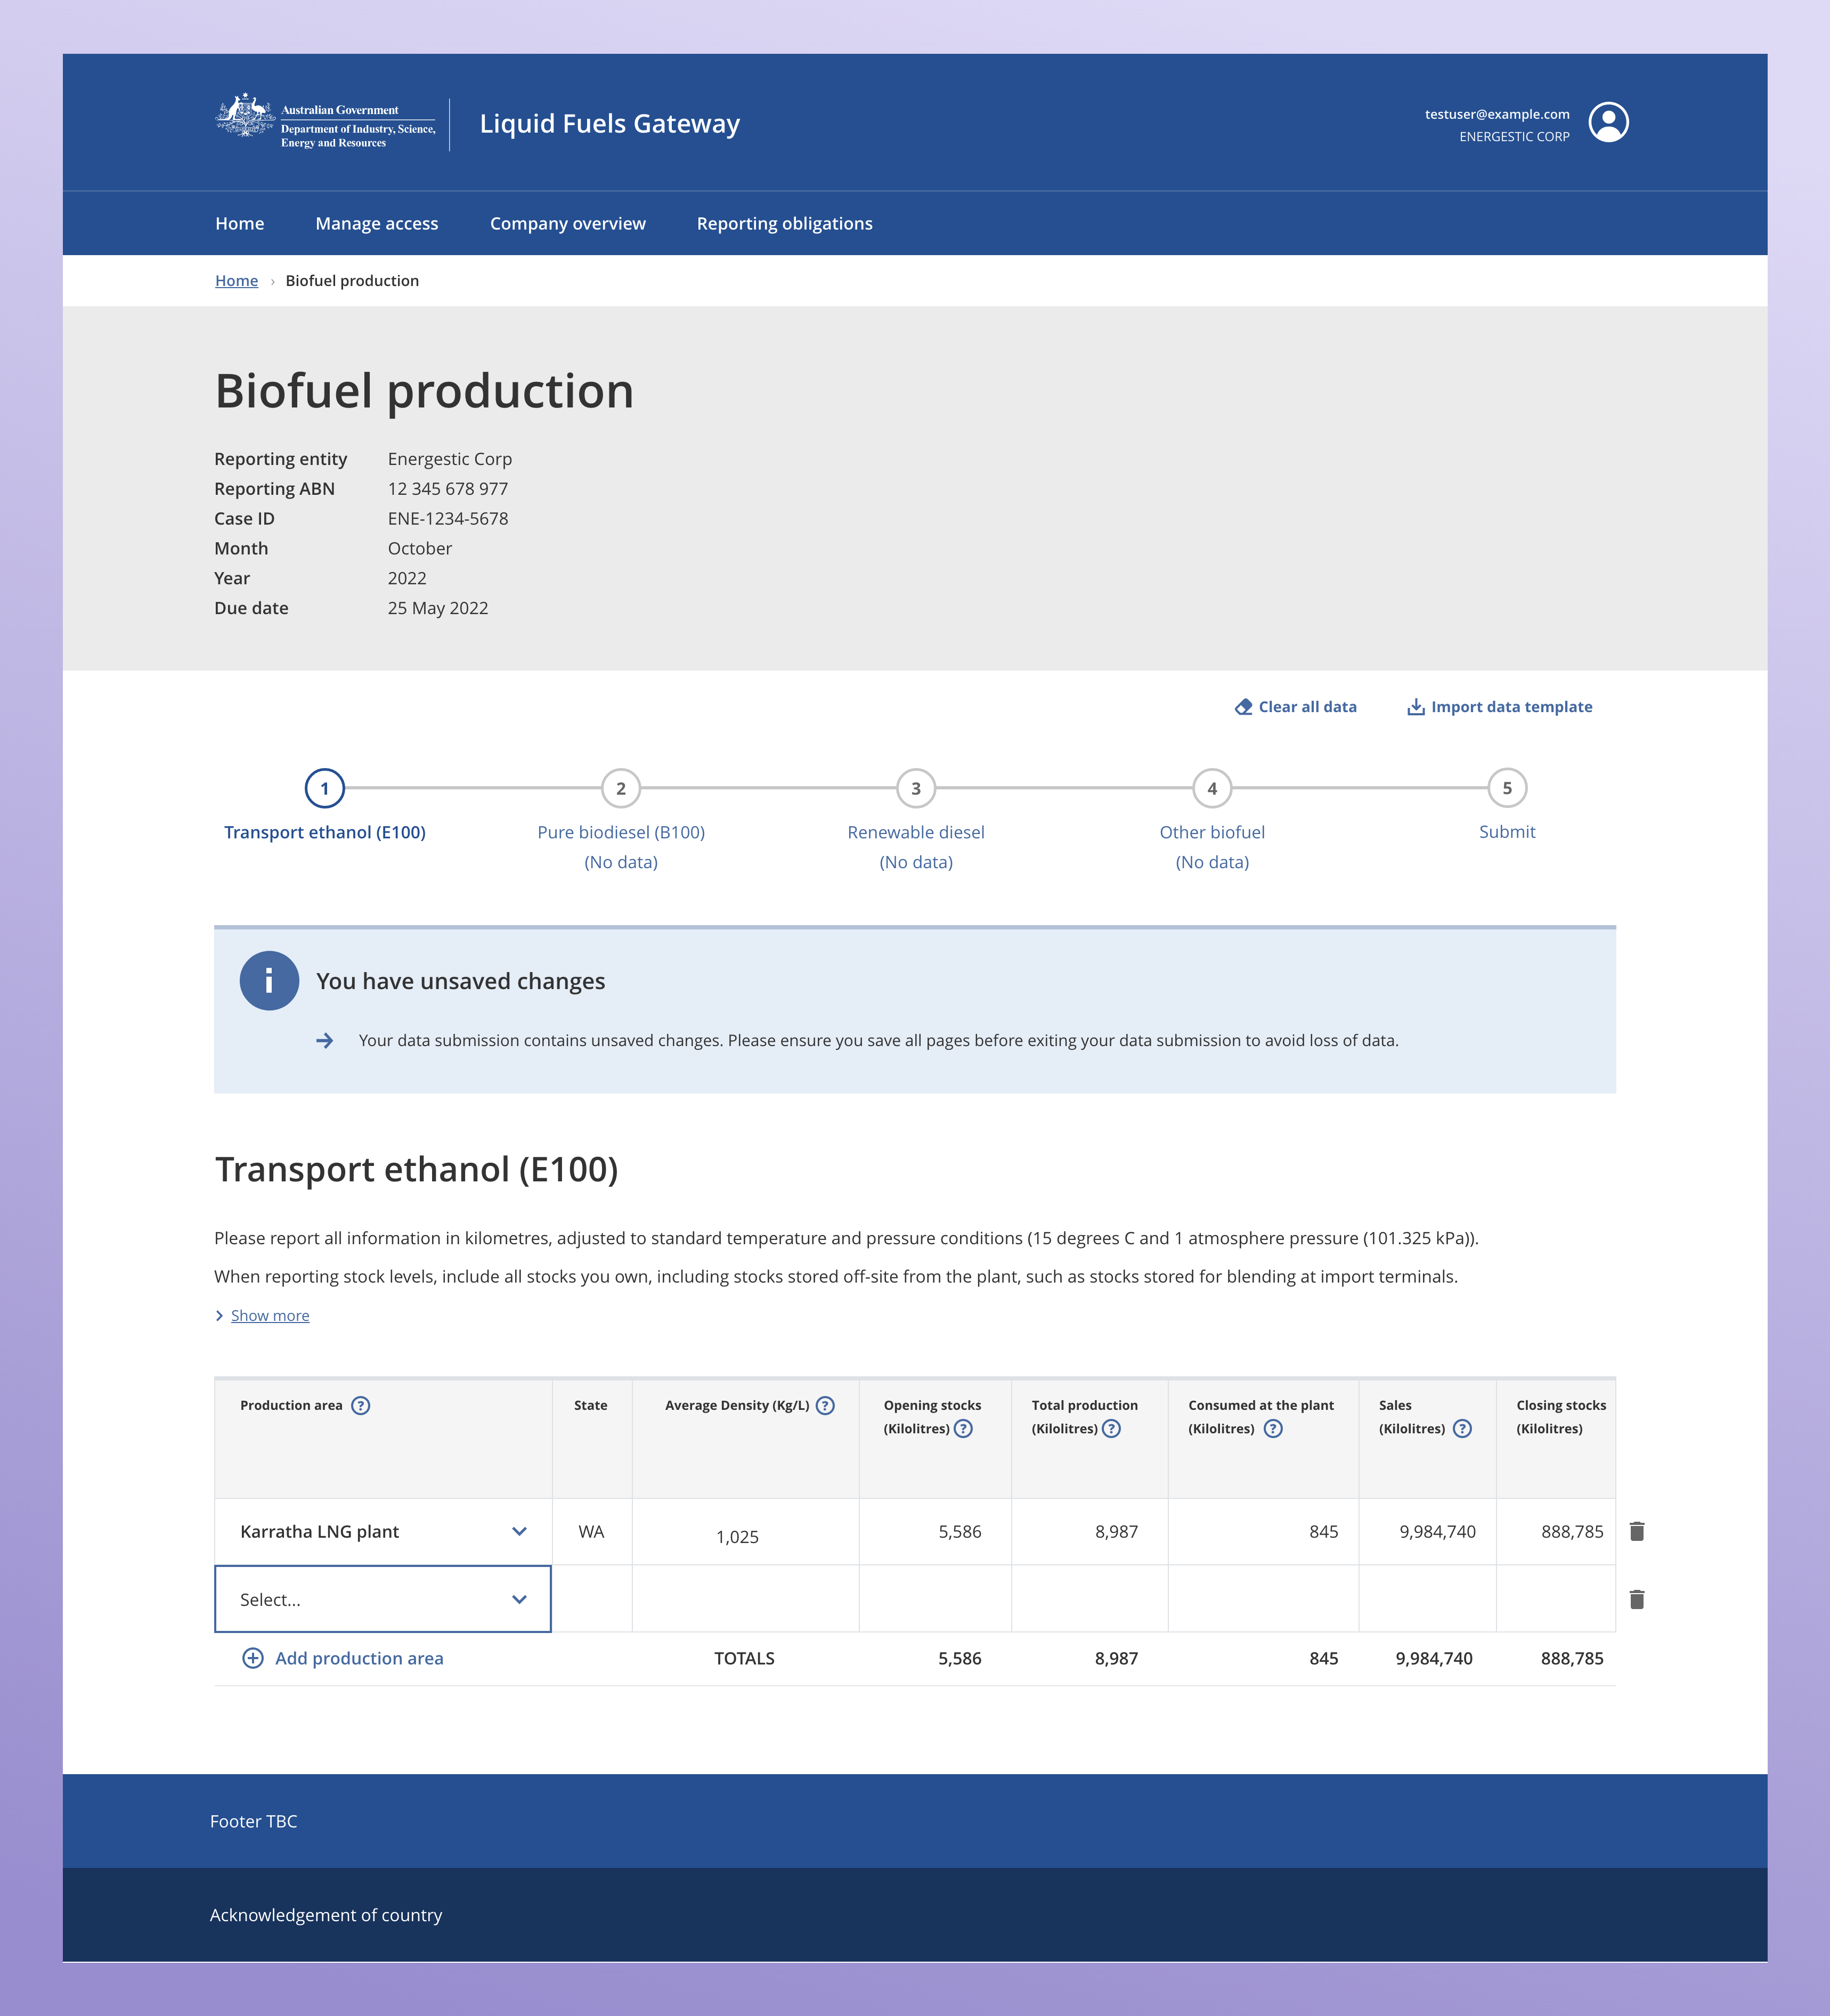 Australian Government
Department of Industry, Science,
Energy and Resources
Liquid Fuels Gateway
testuser@example.com
ENERGESTIC CORP
Home Manage access Company overview Reporting obligations
Home › Biofuel production
Biofuel production
Reporting entity Energestic Corp
Reporting ABN 12 345 678 977
Case ID ENE-1234-5678
Month October
Year 2022
Due date 25 May 2022
Clear all data Import data template
1 2 3 4 5
Transport ethanol (E100) Pure biodiesel (B100) Renewable diesel Other biofuel Submit
(No data) (No data) (No data)
i You have unsaved changes
→ Your data submission contains unsaved changes. Please ensure you save all pages before exiting your data submission to avoid loss of data.
Transport ethanol (E100)
Please report all information in kilometres, adjusted to standard temperature and pressure conditions (15 degrees C and 1 atmosphere pressure (101.325 kPa)).
When reporting stock levels, include all stocks you own, including stocks stored off-site from the plant, such as stocks stored for blending at import terminals.
Show more
Production area ? State Average Density (Kg/L) ? Opening stocks Total production Consumed at the plant Sales Closing stocks
(Kilolitres) ? (Kilolitres) ? (Kilolitres) ? (Kilolitres) ? (Kilolitres)
Karratha LNG plant WA 1,025 5,586 8,987 845 9,984,740 888,785
Select...
Add production area TOTALS 5,586 8,987 845 9,984,740 888,785
Footer TBC
Acknowledgement of country